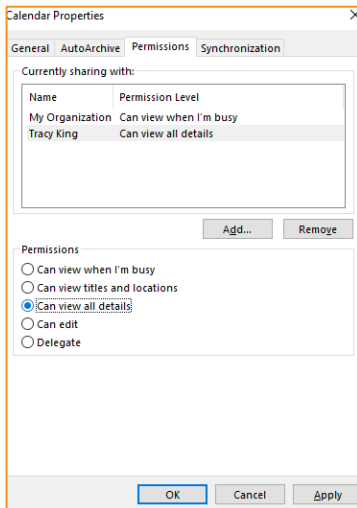 Calendar Properties
General AutoArchive Permissions Synchronization
Currently sharing with:
Name Permission Level
My Organization Can view when I'm busy
Tracy King Can view all details
Add... Remove
Permissions
Can view when I'm busy
Can view titles and locations
Can view all details
Can edit
Delegate
OK Cancel Apply